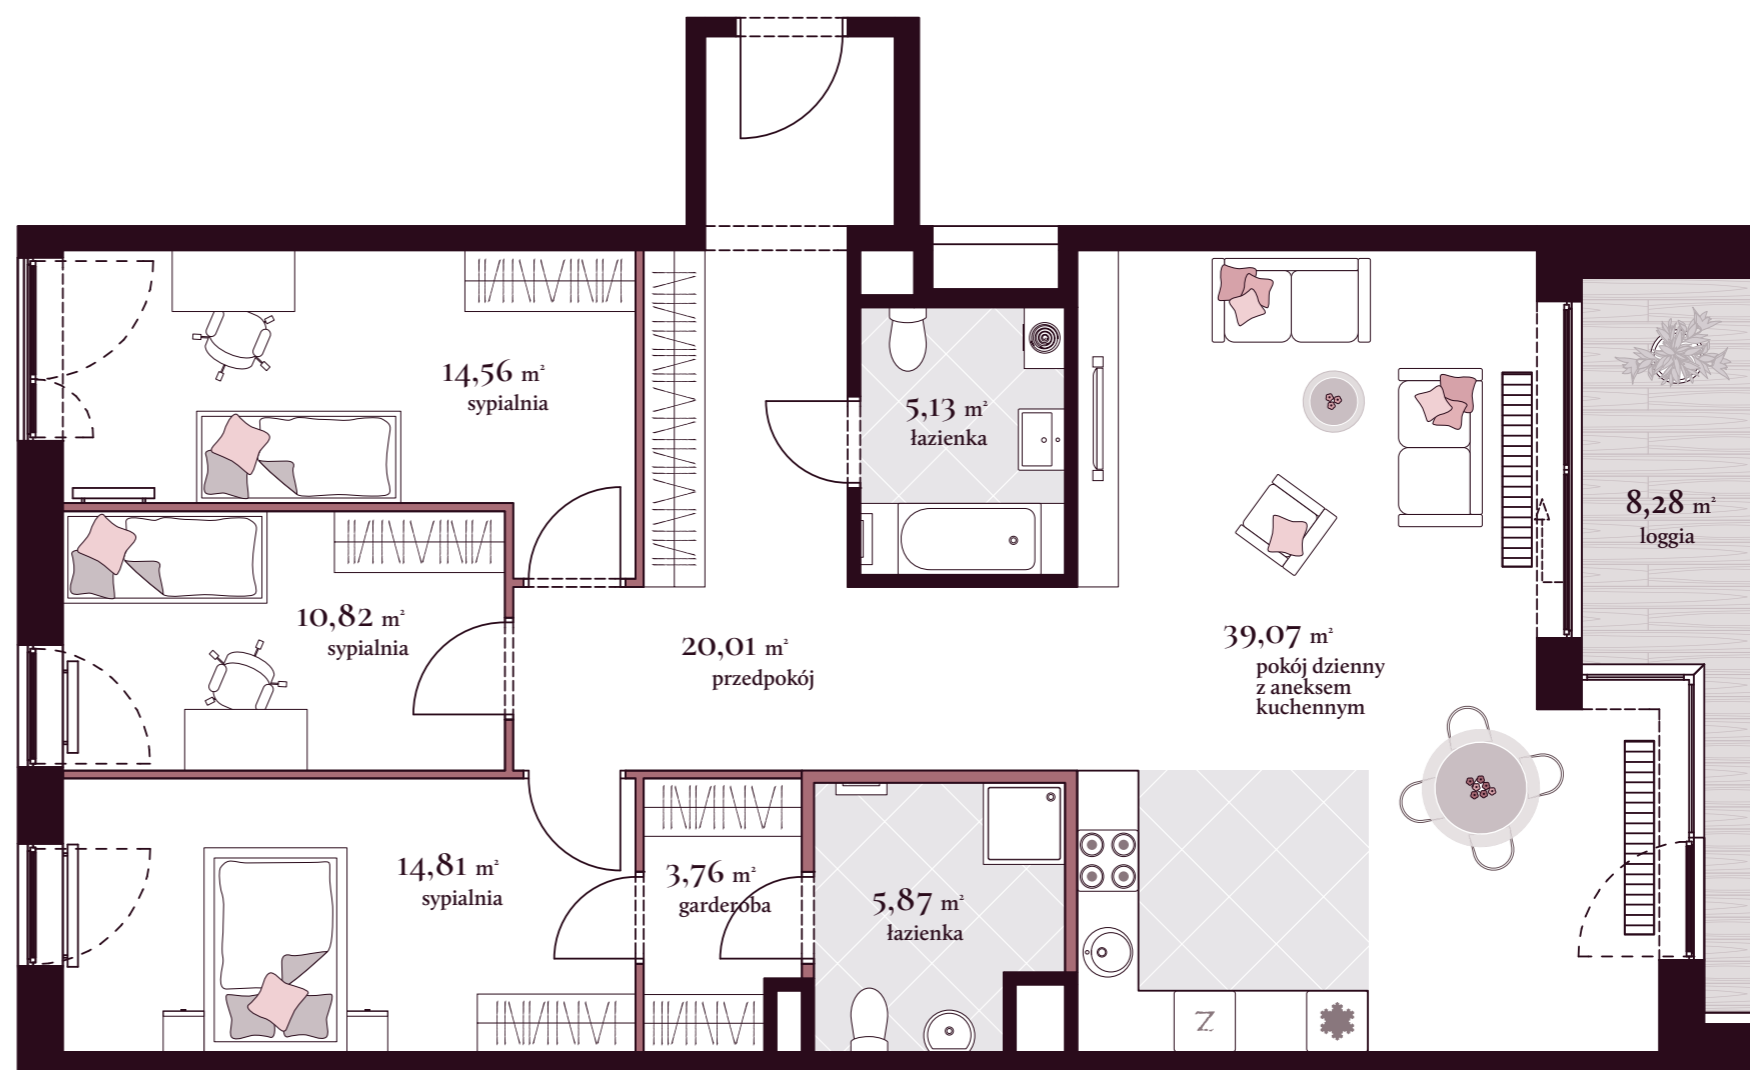 14,56 m²
sypialnia
5,13 m²
łazienka
8,28 m²
loggia
10,82 m²
sypialnia
20,01 m²
przedpokój
39,07 m²
pokój dzienny
z aneksem
kuchennym
14,81 m²
sypialnia
3,76 m²
garderoba
5,87 m²
łazienka
Z